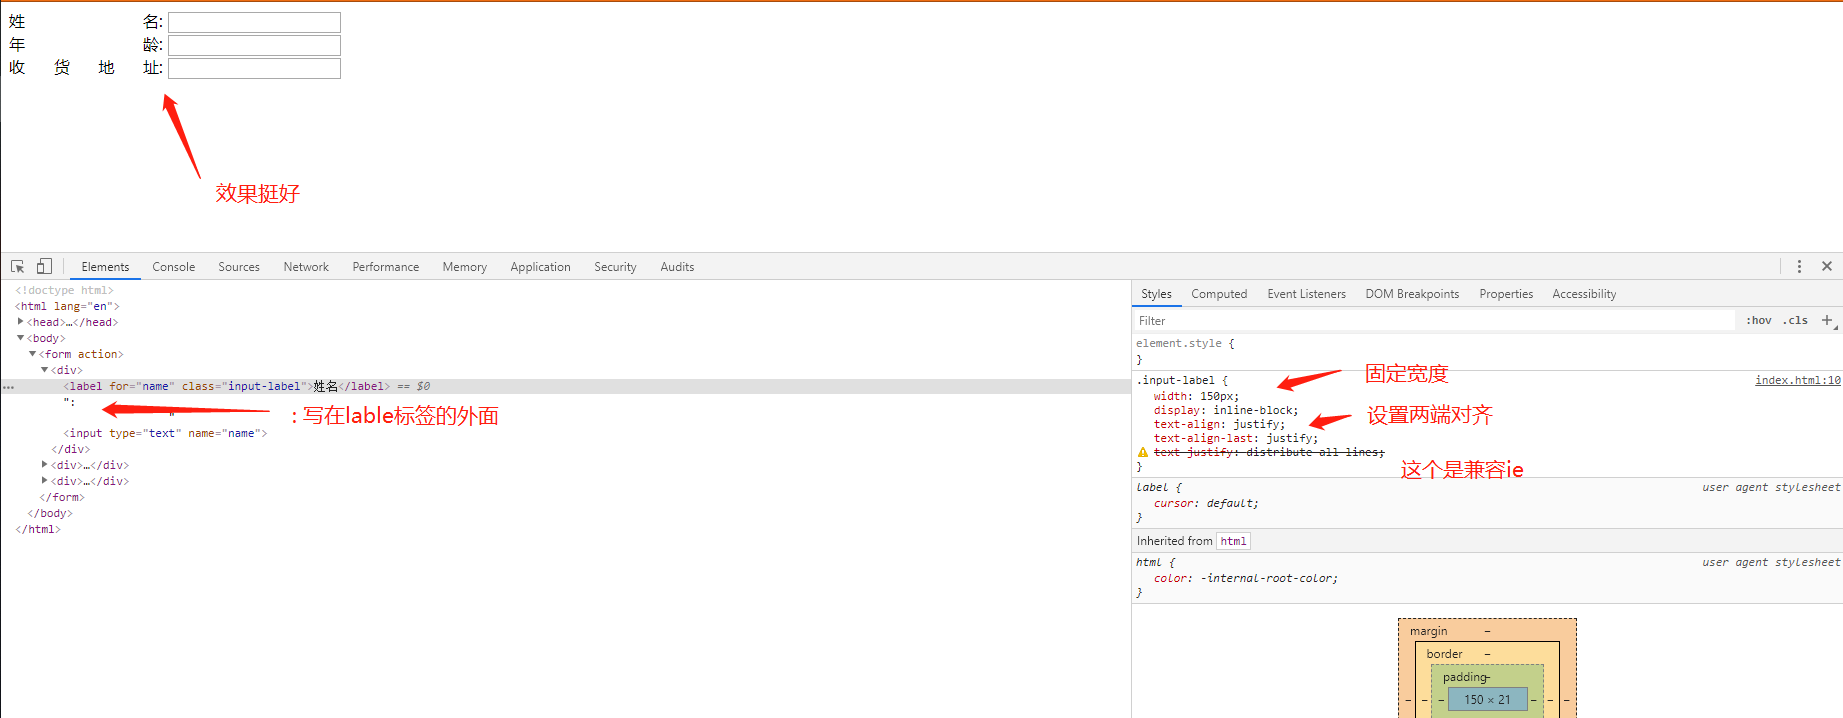 姓 名:
年 龄:
收 货 地 址:
效果挺好
Elements Console Sources Network Performance Memory Application Security Audits
<!doctype html>
<html lang="en">
<head>…</head>
<body>
<form action>
<div>
<label for="name" class="input-label">姓名</label> == $0
":
"
: 写在lable标签的外面
<input type="text" name="name">
</div>
<div>…</div>
<div>…</div>
</form>
</body>
</html>
Styles Computed Event Listeners DOM Breakpoints Properties Accessibility
Filter :hov .cls +
element.style {
}
.input-label { index.html:10
固定宽度
width: 150px;
display: inline-block;
设置两端对齐
text-align: justify;
text-align-last: justify;
text-justify: distribute-all-lines;
}
这个是兼容ie
label { user agent stylesheet
cursor: default;
}
Inherited from html
html { user agent stylesheet
color: -internal-root-color;
}
margin –
border –
padding –
– – – 150 × 21 – – –